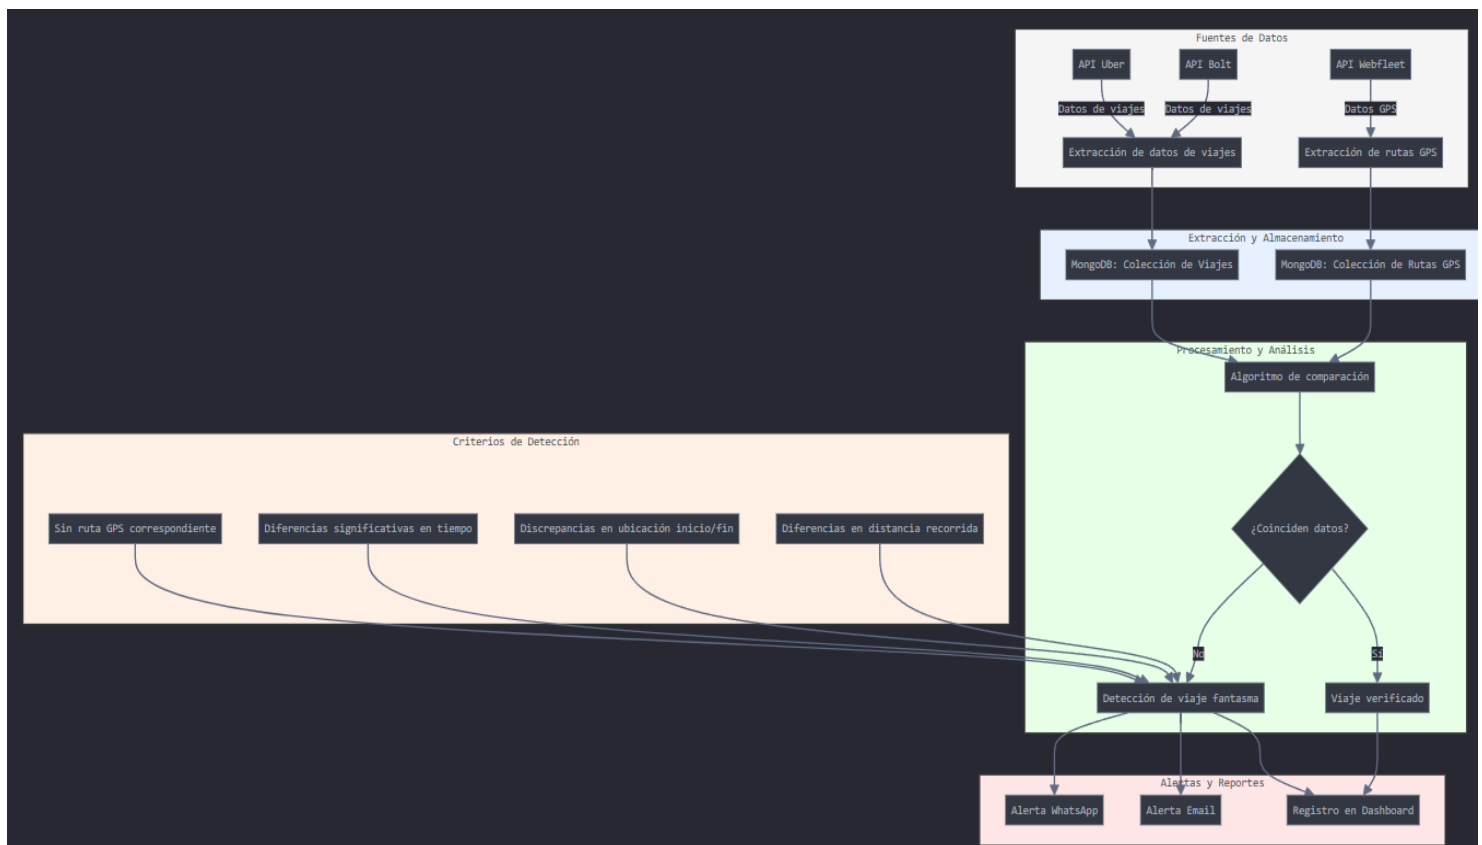 Fuentes de Datos
API Uber
API Bolt
API Webfleet
Datos de viajes
Datos de viajes
Datos GPS
Extracción de datos de viajes
Extracción de rutas GPS
Extracción y Almacenamiento
MongoDB: Colección de Viajes
MongoDB: Colección de Rutas GPS
Procesamiento y Análisis
Algoritmo de comparación
Criterios de Detección
Sin ruta GPS correspondiente
Diferencias significativas en tiempo
Discrepancias en ubicación inicio/fin
Diferencias en distancia recorrida
¿Coinciden datos?
No
Sí
Detección de viaje fantasma
Viaje verificado
Alertas y Reportes
Alerta WhatsApp
Alerta Email
Registro en Dashboard